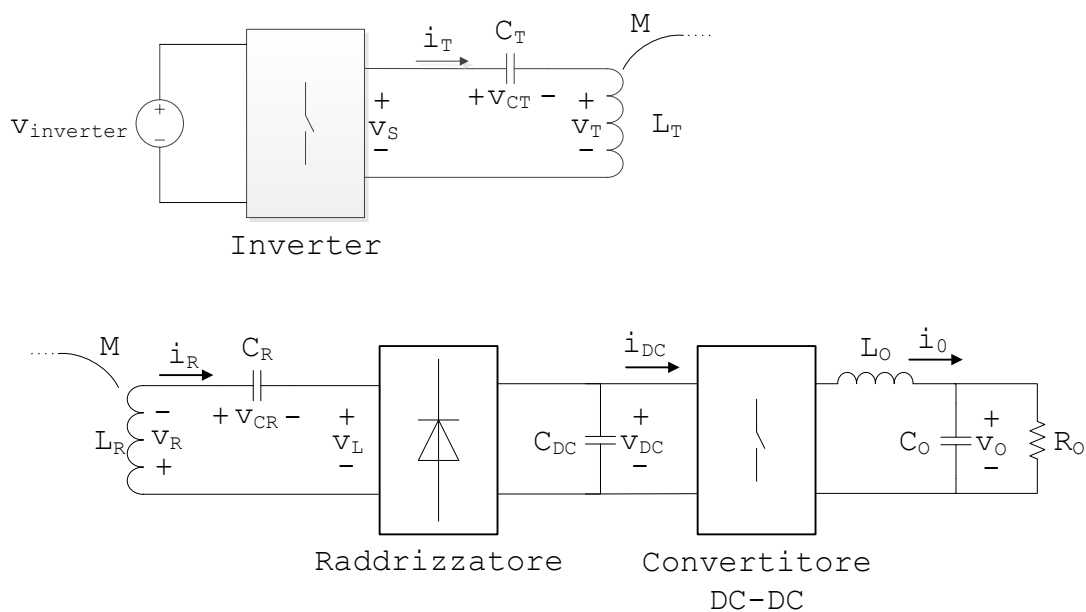 M
i_T
C_T
+ v_CT −
v_inverter
+
−
+
v_S
−
+
v_T
−
L_T
Inverter
M
i_R
C_R
+ v_CR −
L_R
−
v_R
+
+
v_L
−
C_DC
i_DC
+
v_DC
−
L_O
i_0
C_O
+
v_O
−
R_O
Raddrizzatore
Convertitore
DC-DC